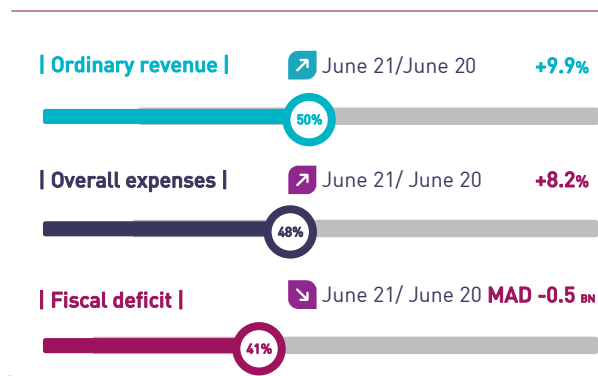 | Ordinary revenue | June 21/June 20 +9.9%
50%
| Overall expenses | June 21/ June 20 +8.2%
48%
| Fiscal deficit | June 21/ June 20 MAD -0.5 BN
41%